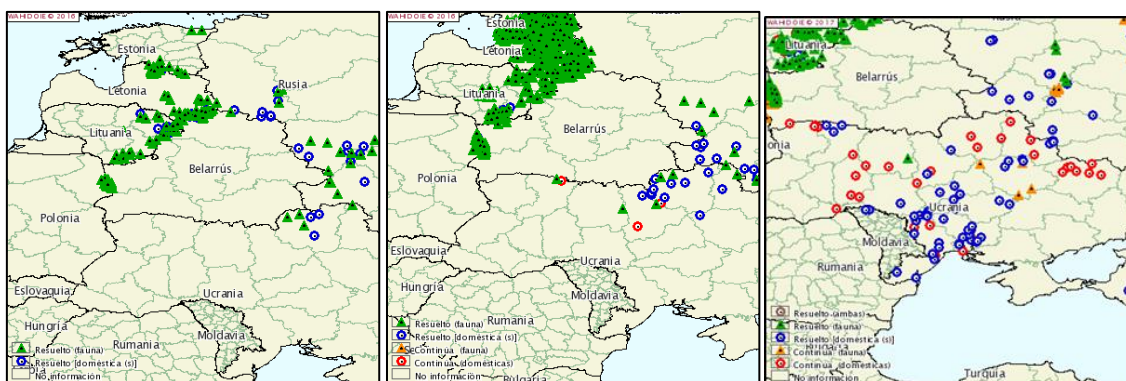 WAHID OIE © 2016
Estonia
Rusia
Letonia
Lituania
Belarrús
Polonia
Ucrania
Eslovaquia
Moldavia
Hungría
Rumania
Resuelto (fauna)
Resuelto [doméstica (s)]
No información
WAHID OIE © 2016
Estonia
Letonia
Lituania
Belarrús
Polonia
Eslovaquia
Ucrania
Moldavia
Hungría
Rumania
Bulgaria
Resuelto (fauna)
Resuelto [doméstica (s)]
Continúa (fauna)
Continúa (domésticas)
No información
WAHID OIE © 2017
Lituania
Belarrús
Ucrania
Moldavia
Rumania
Turquía
Resuelto (ambas)
Resuelto (fauna)
Resuelto [doméstica (s)]
Continúa (fauna)
Continúa (domésticas)
No información